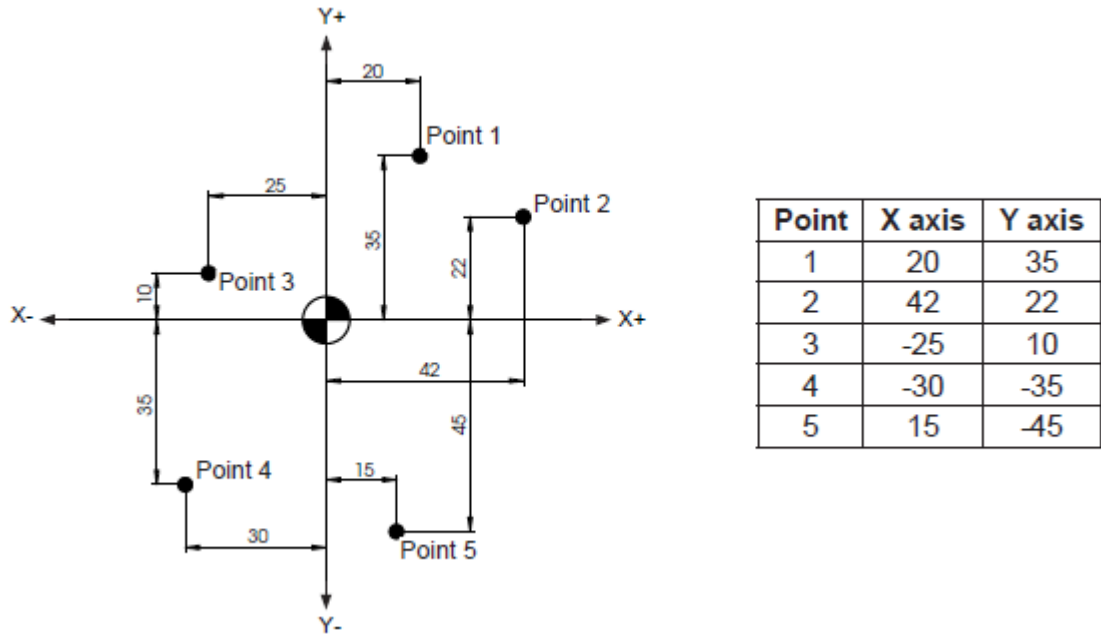 Y+
20
Point 1
25
Point 2
35
22
Point 3
10
X-
X+
42
35
45
Point 4
15
30
Point 5
Y-
Point X axis Y axis
1 20 35
2 42 22
3 -25 10
4 -30 -35
5 15 -45